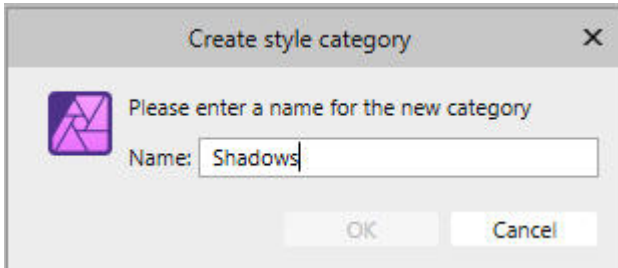 Create style category
Please enter a name for the new category
Name: Shadows
OK Cancel